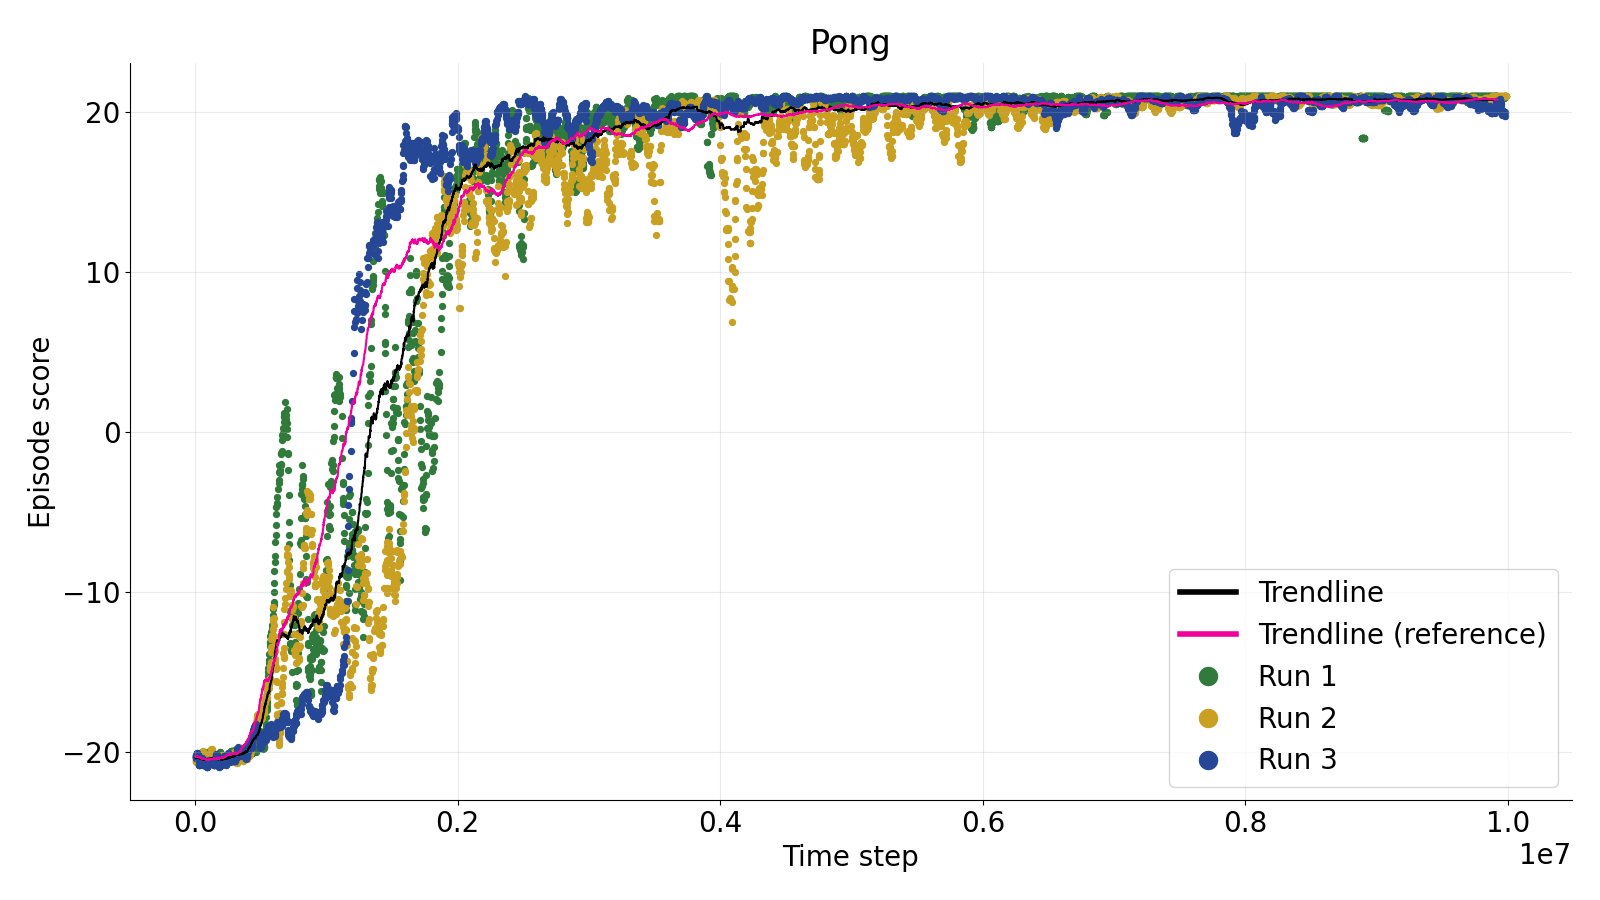 Pong
Episode score
20
10
0
−10
−20
0.0 0.2 0.4 0.6 0.8 1.0
1e7
Time step
Trendline
Trendline (reference)
Run 1
Run 2
Run 3